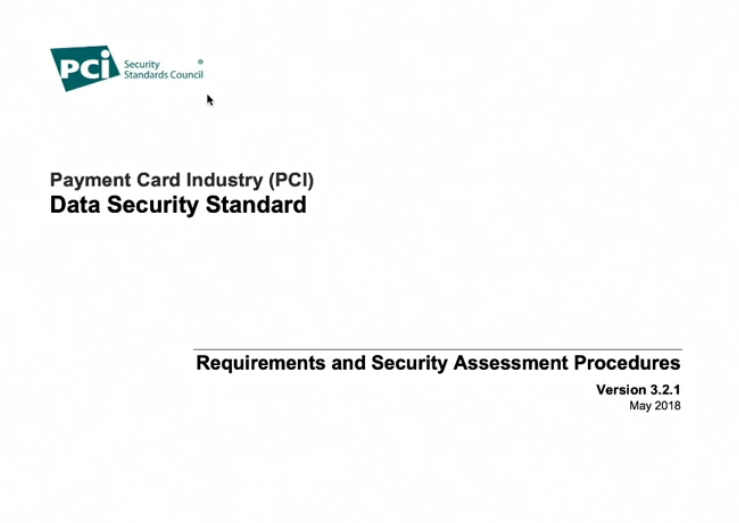 PCi Security ®
Standards Council
Payment Card Industry (PCI)
Data Security Standard
Requirements and Security Assessment Procedures
Version 3.2.1
May 2018